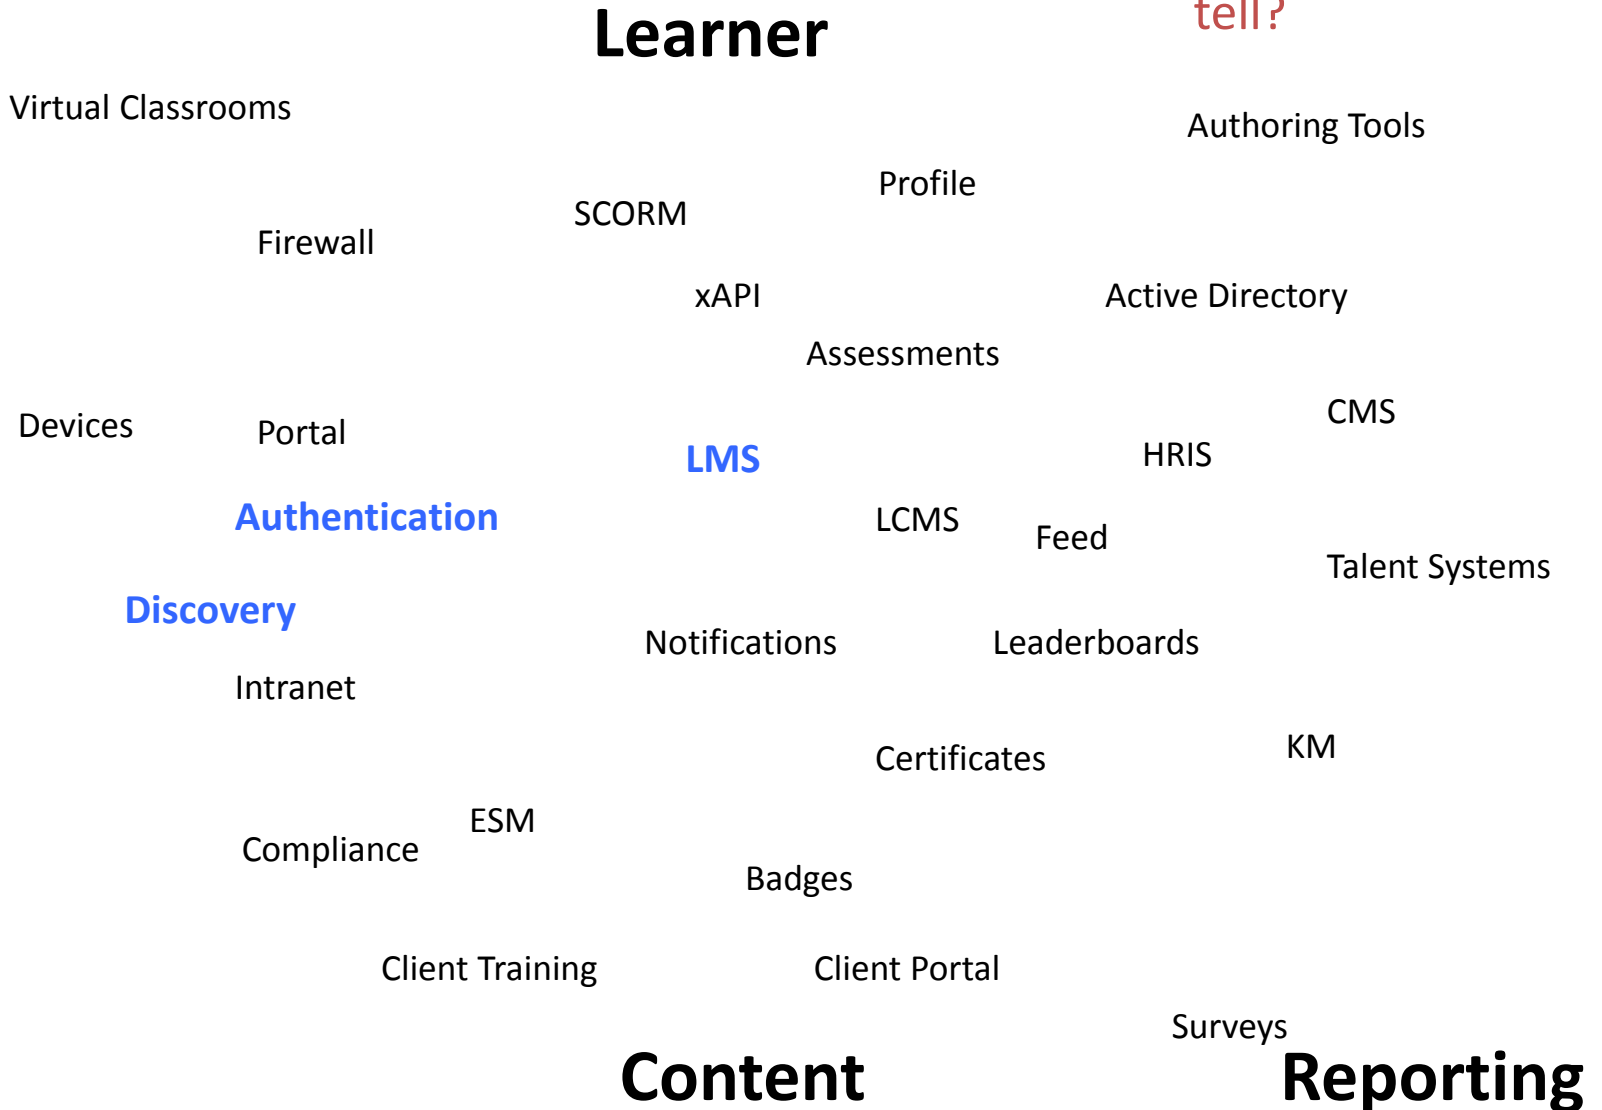 tell?
Learner
Virtual Classrooms
Authoring Tools
Profile
SCORM
Firewall
xAPI
Active Directory
Assessments
CMS
Devices
Portal
LMS
HRIS
Authentication
LCMS
Feed
Talent Systems
Discovery
Notifications
Leaderboards
Intranet
Certificates
KM
ESM
Compliance
Badges
Client Training
Client Portal
Surveys
Content
Reporting